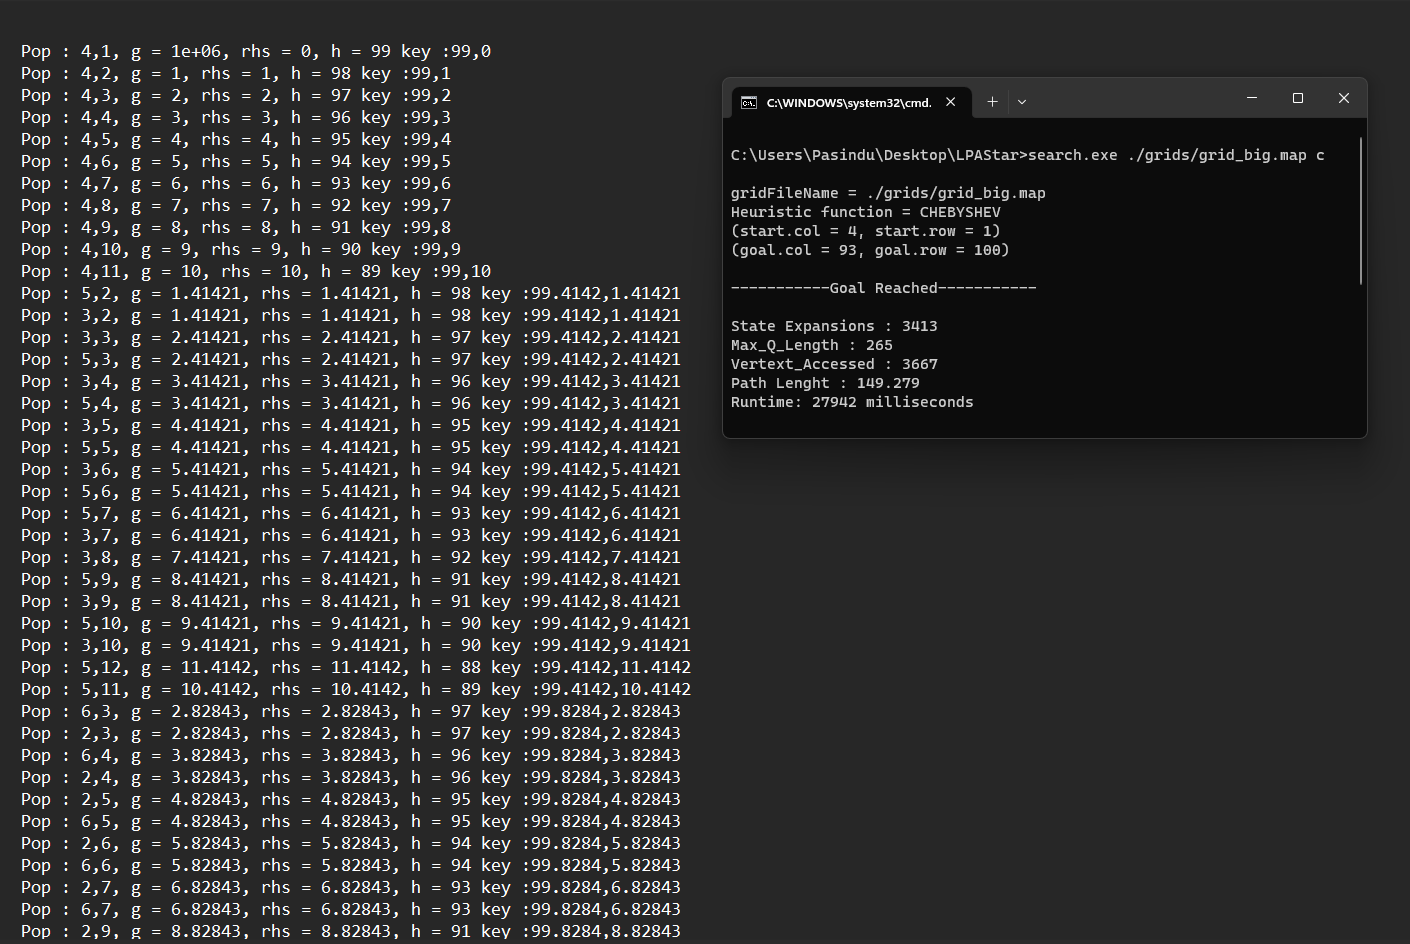 Pop : 4,1, g = 1e+06, rhs = 0, h = 99 key :99,0
Pop : 4,2, g = 1, rhs = 1, h = 98 key :99,1
Pop : 4,3, g = 2, rhs = 2, h = 97 key :99,2
Pop : 4,4, g = 3, rhs = 3, h = 96 key :99,3
Pop : 4,5, g = 4, rhs = 4, h = 95 key :99,4
Pop : 4,6, g = 5, rhs = 5, h = 94 key :99,5
Pop : 4,7, g = 6, rhs = 6, h = 93 key :99,6
Pop : 4,8, g = 7, rhs = 7, h = 92 key :99,7
Pop : 4,9, g = 8, rhs = 8, h = 91 key :99,8
Pop : 4,10, g = 9, rhs = 9, h = 90 key :99,9
Pop : 4,11, g = 10, rhs = 10, h = 89 key :99,10
Pop : 5,2, g = 1.41421, rhs = 1.41421, h = 98 key :99.4142,1.41421
Pop : 3,2, g = 1.41421, rhs = 1.41421, h = 98 key :99.4142,1.41421
Pop : 3,3, g = 2.41421, rhs = 2.41421, h = 97 key :99.4142,2.41421
Pop : 5,3, g = 2.41421, rhs = 2.41421, h = 97 key :99.4142,2.41421
Pop : 3,4, g = 3.41421, rhs = 3.41421, h = 96 key :99.4142,3.41421
Pop : 5,4, g = 3.41421, rhs = 3.41421, h = 96 key :99.4142,3.41421
Pop : 3,5, g = 4.41421, rhs = 4.41421, h = 95 key :99.4142,4.41421
Pop : 5,5, g = 4.41421, rhs = 4.41421, h = 95 key :99.4142,4.41421
Pop : 3,6, g = 5.41421, rhs = 5.41421, h = 94 key :99.4142,5.41421
Pop : 5,6, g = 5.41421, rhs = 5.41421, h = 94 key :99.4142,5.41421
Pop : 5,7, g = 6.41421, rhs = 6.41421, h = 93 key :99.4142,6.41421
Pop : 3,7, g = 6.41421, rhs = 6.41421, h = 93 key :99.4142,6.41421
Pop : 3,8, g = 7.41421, rhs = 7.41421, h = 92 key :99.4142,7.41421
Pop : 5,9, g = 8.41421, rhs = 8.41421, h = 91 key :99.4142,8.41421
Pop : 3,9, g = 8.41421, rhs = 8.41421, h = 91 key :99.4142,8.41421
Pop : 5,10, g = 9.41421, rhs = 9.41421, h = 90 key :99.4142,9.41421
Pop : 3,10, g = 9.41421, rhs = 9.41421, h = 90 key :99.4142,9.41421
Pop : 5,12, g = 11.4142, rhs = 11.4142, h = 88 key :99.4142,11.4142
Pop : 5,11, g = 10.4142, rhs = 10.4142, h = 89 key :99.4142,10.4142
Pop : 6,3, g = 2.82843, rhs = 2.82843, h = 97 key :99.8284,2.82843
Pop : 2,3, g = 2.82843, rhs = 2.82843, h = 97 key :99.8284,2.82843
Pop : 6,4, g = 3.82843, rhs = 3.82843, h = 96 key :99.8284,3.82843
Pop : 2,4, g = 3.82843, rhs = 3.82843, h = 96 key :99.8284,3.82843
Pop : 2,5, g = 4.82843, rhs = 4.82843, h = 95 key :99.8284,4.82843
Pop : 6,5, g = 4.82843, rhs = 4.82843, h = 95 key :99.8284,4.82843
Pop : 2,6, g = 5.82843, rhs = 5.82843, h = 94 key :99.8284,5.82843
Pop : 6,6, g = 5.82843, rhs = 5.82843, h = 94 key :99.8284,5.82843
Pop : 2,7, g = 6.82843, rhs = 6.82843, h = 93 key :99.8284,6.82843
Pop : 6,7, g = 6.82843, rhs = 6.82843, h = 93 key :99.8284,6.82843
Pop : 2,9, g = 8.82843, rhs = 8.82843, h = 91 key :99.8284,8.82843
C:\WINDOWS\system32\cmd.
C:\Users\Pasindu\Desktop\LPAStar>search.exe ./grids/grid_big.map c
gridFileName = ./grids/grid_big.map
Heuristic function = CHEBYSHEV
(start.col = 4, start.row = 1)
(goal.col = 93, goal.row = 100)
-----------Goal Reached-----------
State Expansions : 3413
Max_Q_Length : 265
Vertext_Accessed : 3667
Path Lenght : 149.279
Runtime: 27942 milliseconds